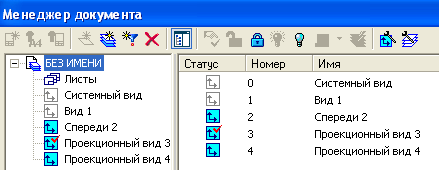 Менеджер документа
БЕЗ ИМЕНИ
Листы
Системный вид
Вид 1
Спереди 2
Проекционный вид 3
Проекционный вид 4
Статус Номер Имя
0 Системный вид
1 Вид 1
2 Спереди 2
3 Проекционный вид 3
4 Проекционный вид 4